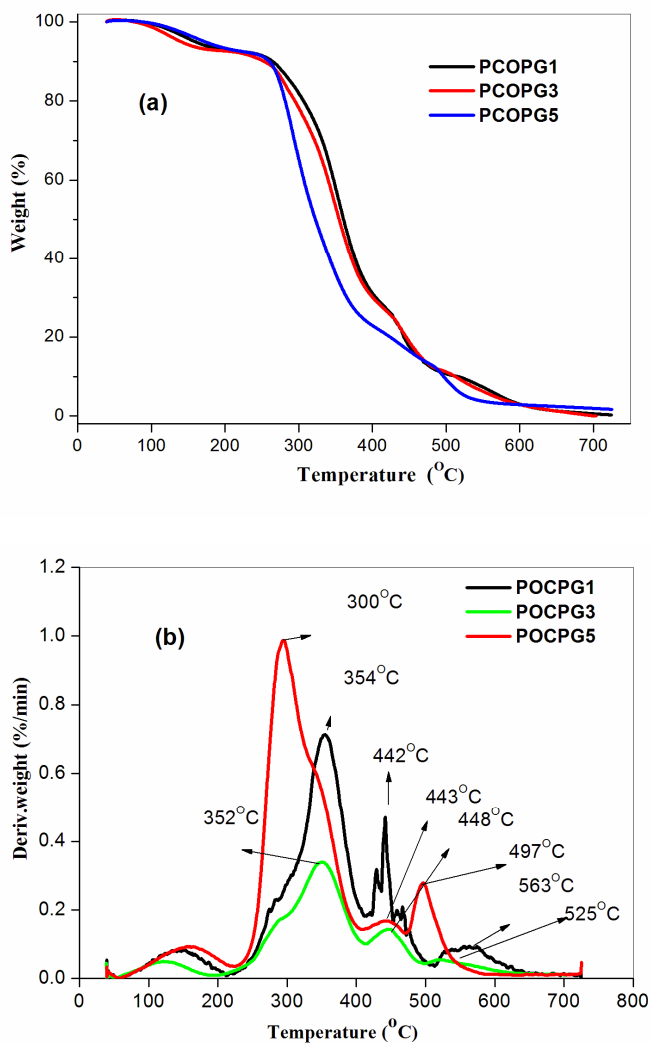 100
80
60
40
20
0
Weight (%)
(a)
PCOPG1
PCOPG3
PCOPG5
0 100 200 300 400 500 600 700
Temperature (°C)
1.2
1.0
0.8
0.6
0.4
0.2
0.0
Deriv.weight (%/min)
(b)
POCPG1
POCPG3
POCPG5
300°C
354°C
442°C
352°C
443°C
448°C
497°C
563°C
525°C
0 100 200 300 400 500 600 700 800
Temperature (°C)